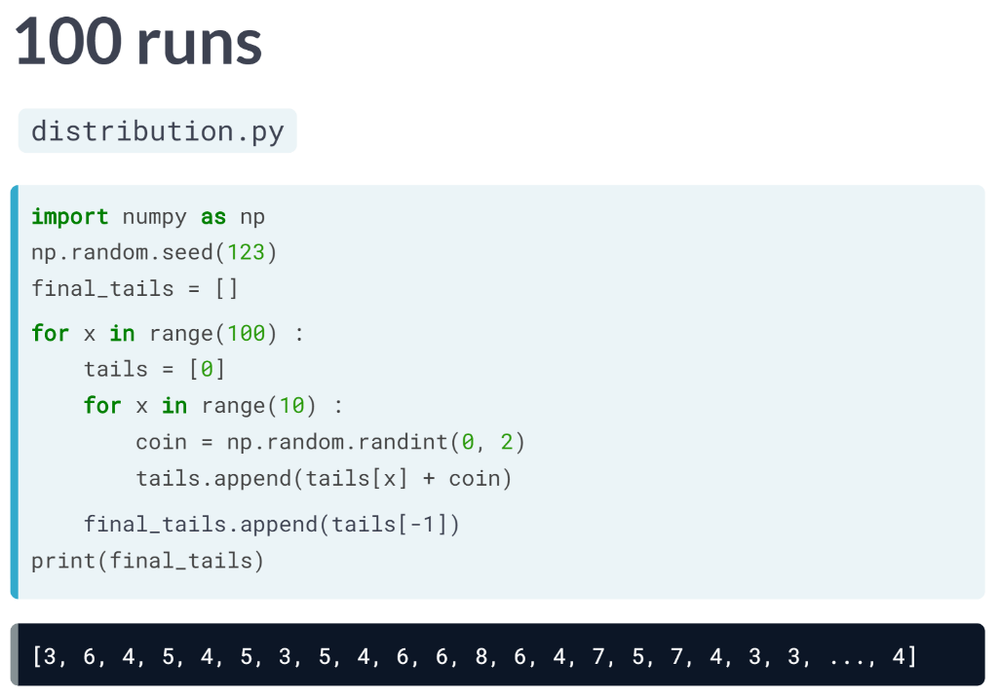 100 runs
distribution.py
import numpy as np
np.random.seed(123)
final_tails = []
for x in range(100) :
    tails = [0]
    for x in range(10) :
        coin = np.random.randint(0, 2)
        tails.append(tails[x] + coin)
    final_tails.append(tails[-1])
print(final_tails)
[3, 6, 4, 5, 4, 5, 3, 5, 4, 6, 6, 8, 6, 4, 7, 5, 7, 4, 3, 3, ..., 4]